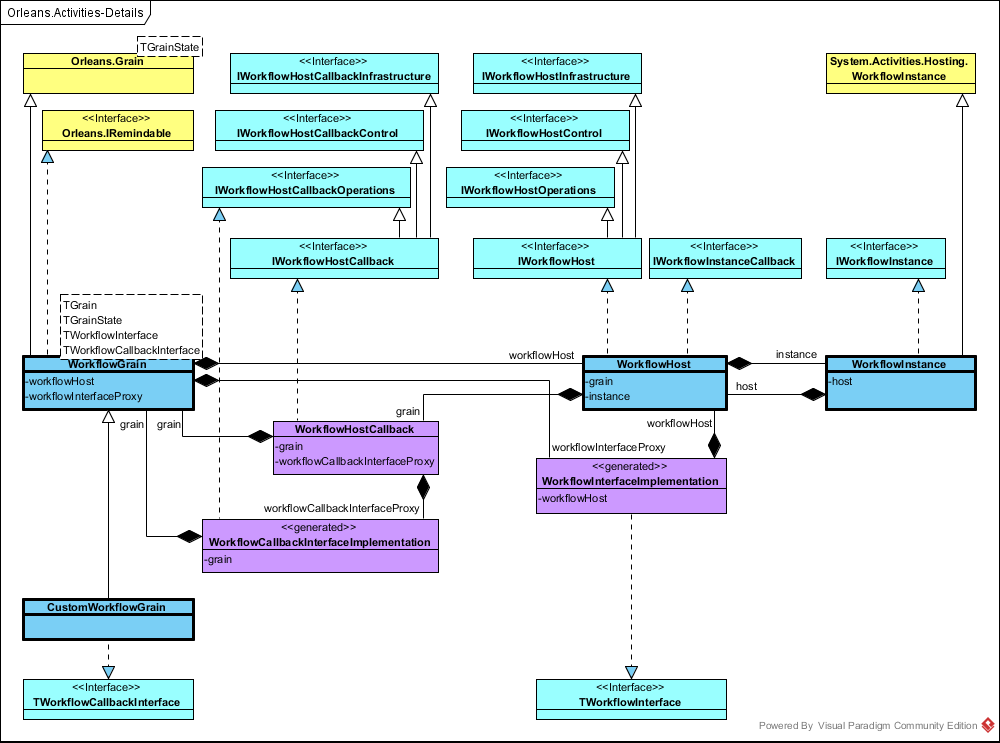 Orleans.Activities-Details
TGrainState
Orleans.Grain
<<Interface>>
IWorkflowHostCallbackInfrastructure
<<Interface>>
IWorkflowHostInfrastructure
System.Activities.Hosting.
WorkflowInstance
<<Interface>>
Orleans.IRemindable
<<Interface>>
IWorkflowHostCallbackControl
<<Interface>>
IWorkflowHostControl
<<Interface>>
IWorkflowHostCallbackOperations
<<Interface>>
IWorkflowHostOperations
<<Interface>>
IWorkflowHostCallback
<<Interface>>
IWorkflowHost
<<Interface>>
IWorkflowInstanceCallback
<<Interface>>
IWorkflowInstance
TGrain
TGrainState
TWorkflowInterface
TWorkflowCallbackInterface
WorkflowGrain
-workflowHost
-workflowInterfaceProxy
workflowHost
WorkflowHost
-grain
-instance
instance
host
WorkflowInstance
-host
grain
grain
grain
WorkflowHostCallback
-grain
-workflowCallbackInterfaceProxy
workflowHost
workflowInterfaceProxy
<<generated>>
WorkflowInterfaceImplementation
-workflowHost
workflowCallbackInterfaceProxy
<<generated>>
WorkflowCallbackInterfaceImplementation
-grain
CustomWorkflowGrain
<<Interface>>
TWorkflowCallbackInterface
<<Interface>>
TWorkflowInterface
Powered By Visual Paradigm Community Edition